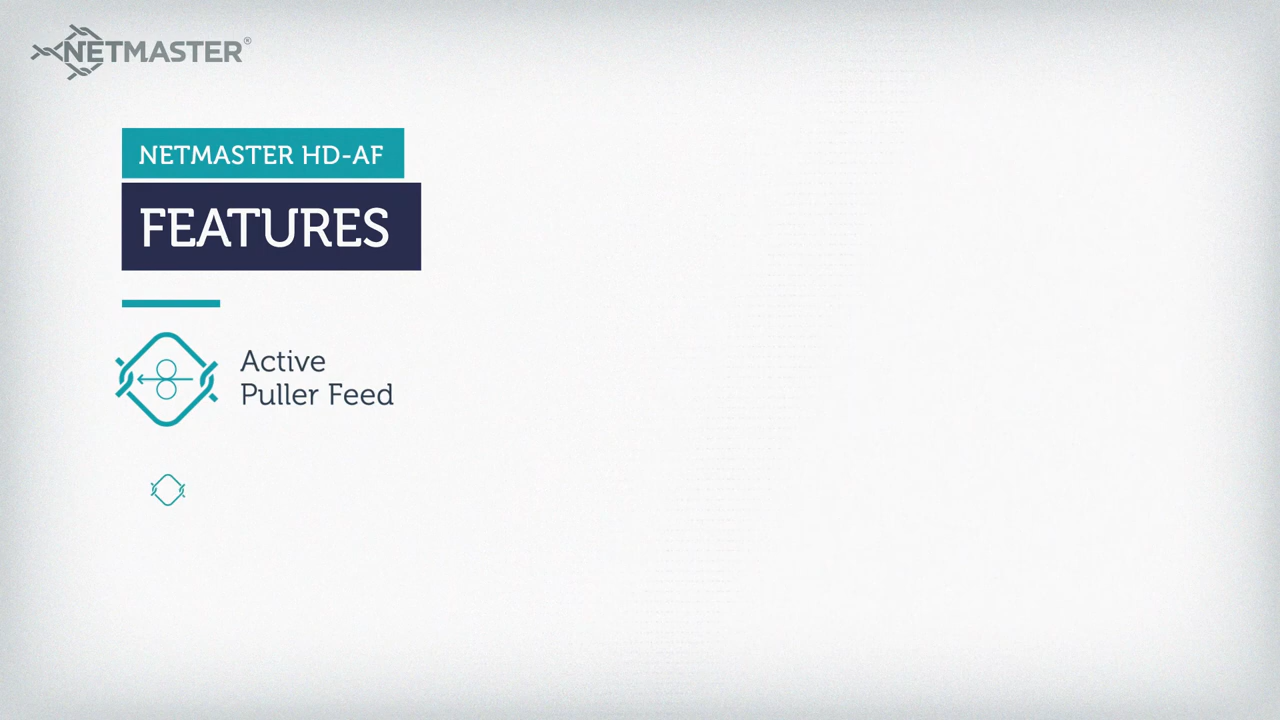 NETMASTER®
NETMASTER HD-AF
FEATURES
Active
Puller Feed